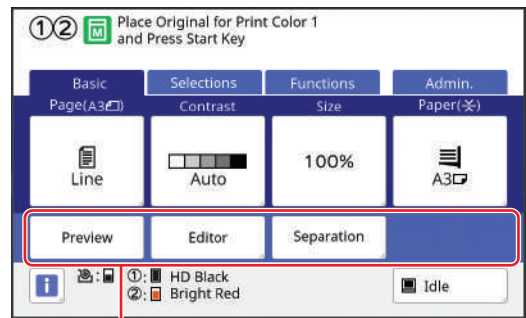 ①② M Place Original for Print Color 1
and Press Start Key
Basic Selections Functions Admin.
Page(A3) Contrast Size Paper(※)
Line Auto 100% A3
Preview Editor Separation
i : ①: HD Black
②: Bright Red
Idle